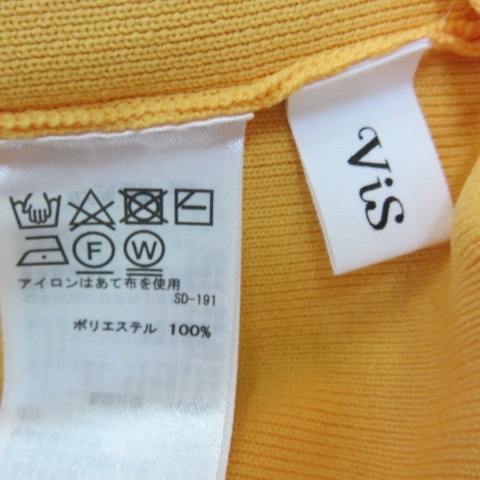 ViS
F W
アイロンはあて布を使用
SD-191
ポリエステル 100%